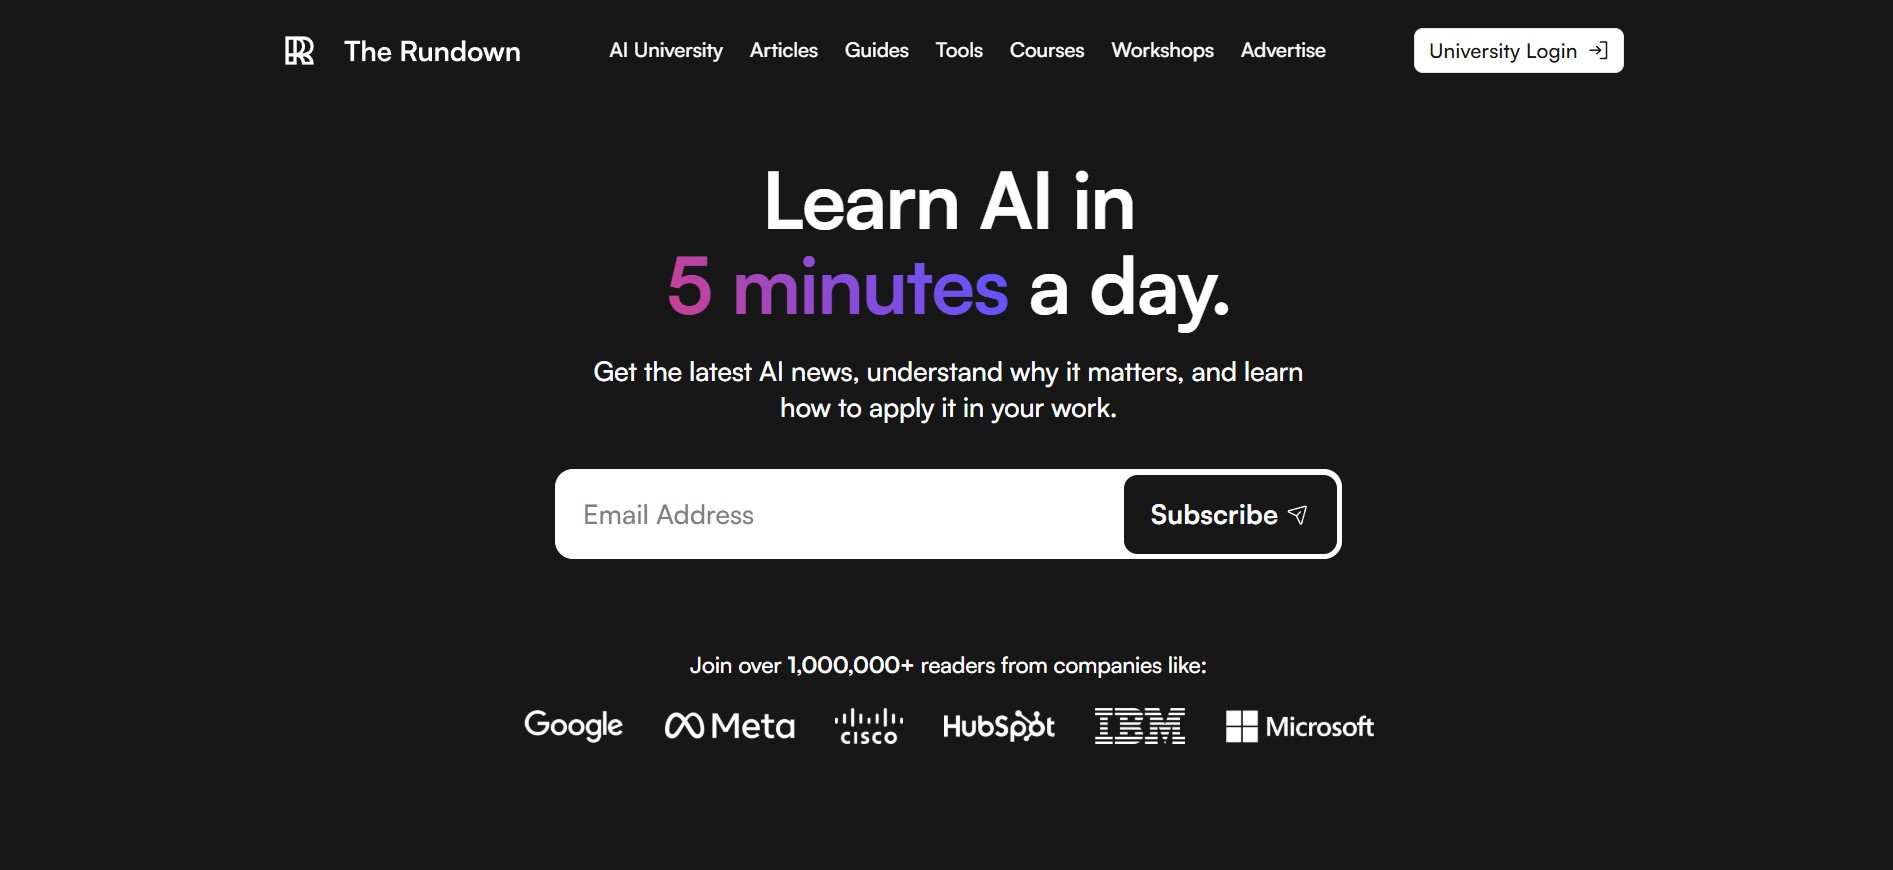 The Rundown
AI University Articles Guides Tools Courses Workshops Advertise
University Login
Learn AI in
5 minutes a day.
Get the latest AI news, understand why it matters, and learn
how to apply it in your work.
Email Address
Subscribe
Join over 1,000,000+ readers from companies like:
Google Meta CISCO HubSpot IBM Microsoft